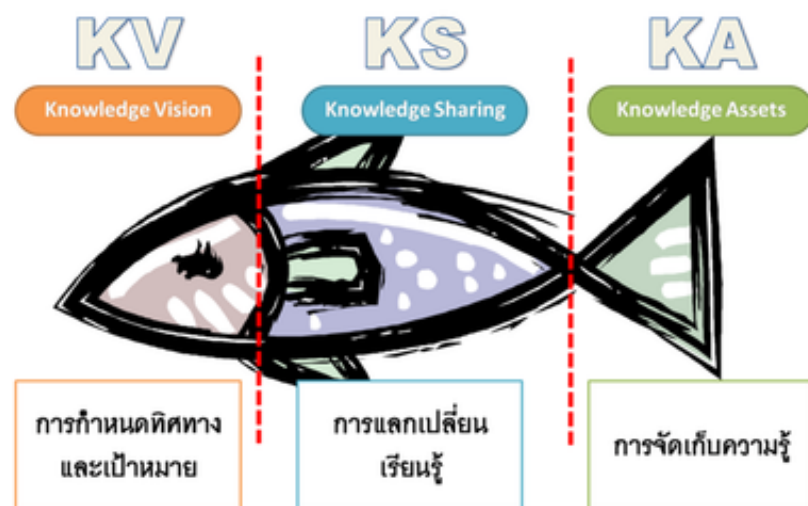 KV
KS
KA
Knowledge Vision
Knowledge Sharing
Knowledge Assets
การกำหนดทิศทาง
และเป้าหมาย
การแลกเปลี่ยน
เรียนรู้
การจัดเก็บความรู้